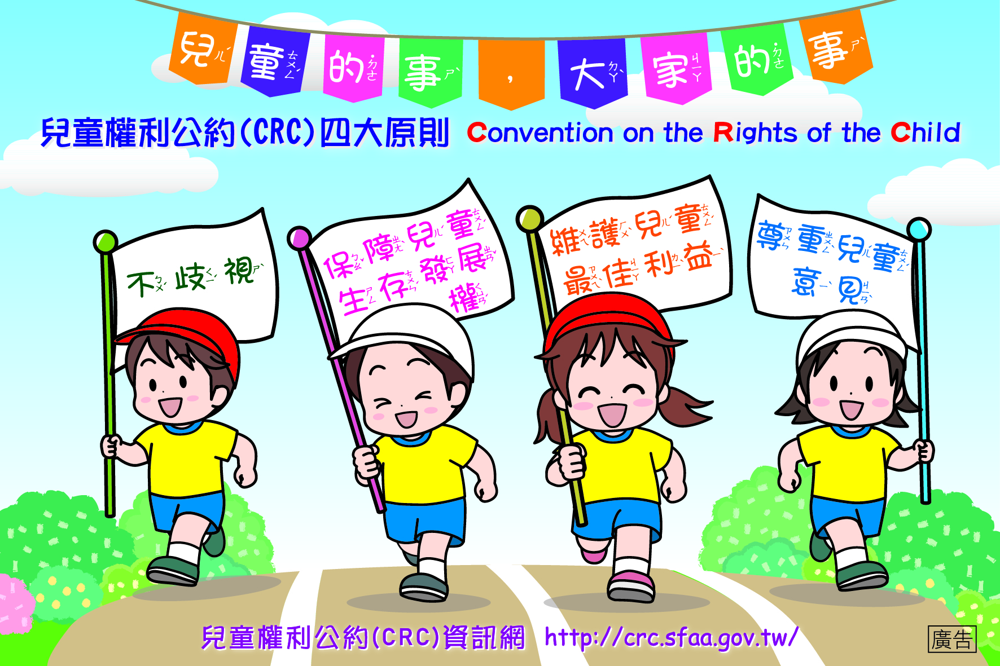 兒童的事，大家的事
兒童權利公約(CRC)四大原則 Convention on the Rights of the Child
不歧視
保障兒童
生存發展
權
維護兒童
最佳利益
尊重兒童
意見
兒童權利公約(CRC)資訊網 http://crc.sfaa.gov.tw/
廣告